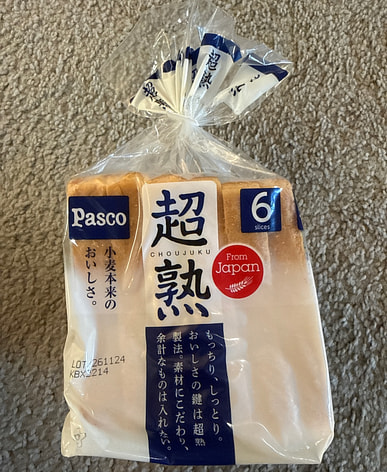 Pasco
小麦本来の
おいしさ。
超熟
CHOUJUKU
6
slices
From
Japan
もっちり、しっとり。
おいしさの鍵は超熟
製法。素材にこだわり、
余計なものは入れない。
LOT 261124
KBX2214